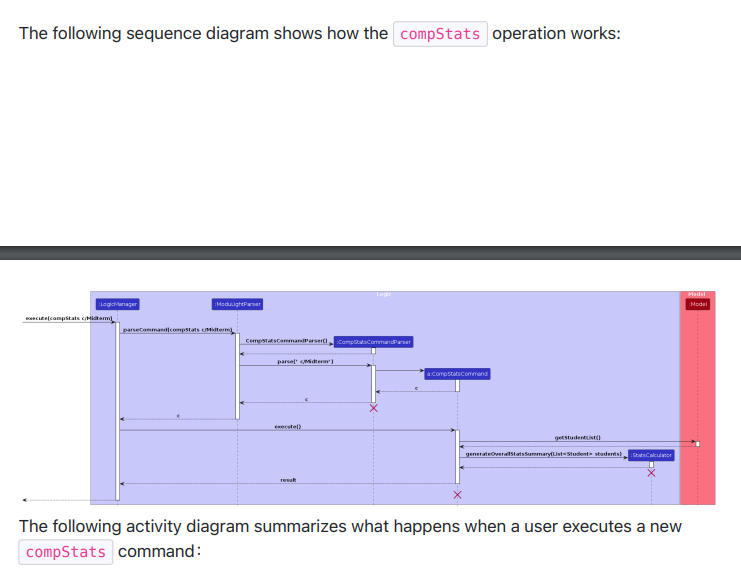 The following sequence diagram shows how the compStats operation works:
Logic
Model
:LogicManager
:ModuLightParser
:Model
execute(compStats c/Midterm)
parseCommand(compStats c/Midterm)
CompStatsCommandParser()
:CompStatsCommandParser
parse(" c/Midterm")
a:CompStatsCommand
c
c
c
execute()
getStudentList()
generateOverallStatsSummary(List<Student> students)
:StatsCalculator
result
The following activity diagram summarizes what happens when a user executes a new
compStats command: